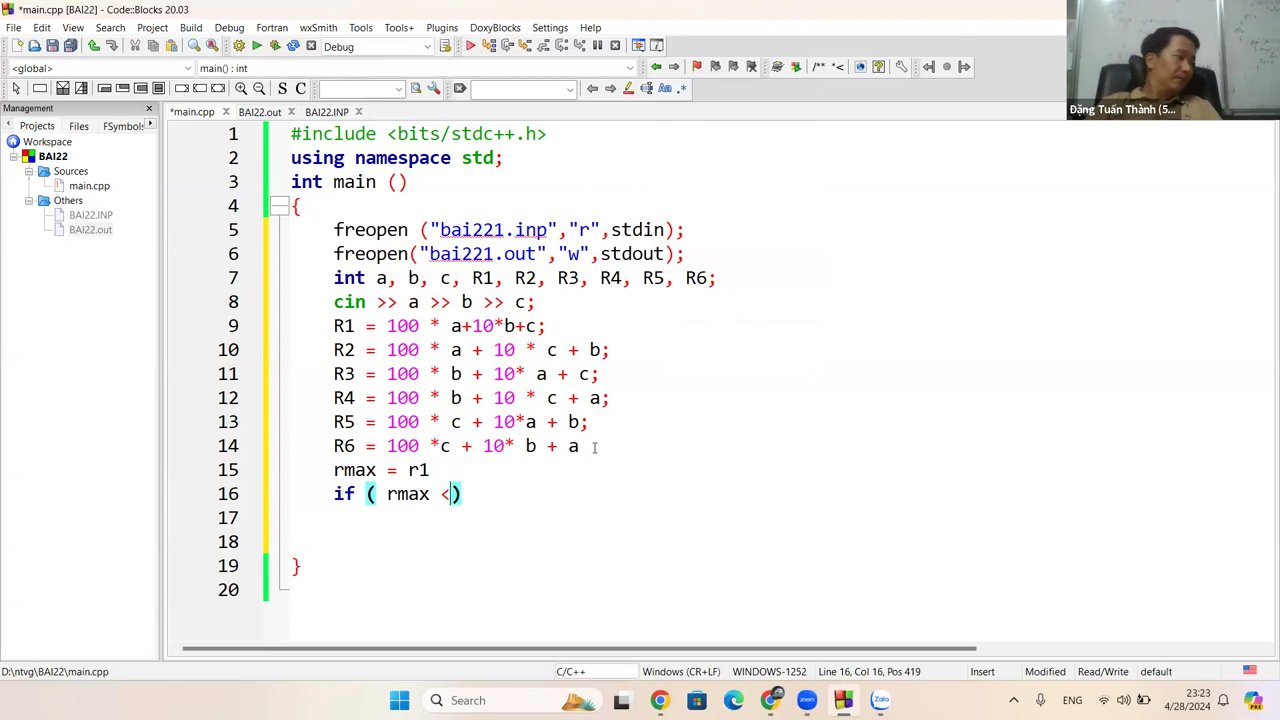 *main.cpp [BAI22] - Code::Blocks 20.03
File Edit View Search Project Build Debug Fortran wxSmith Tools Tools+ Plugins DoxyBlocks Settings Help
Debug
<global> main() : int
S C
Management
Projects Files FSymbols
*main.cpp BAI22.out BAI22.INP
Workspace
BAI22
Sources
main.cpp
Others
BAI22.INP
BAI22.out
1 #include <bits/stdc++.h>
2 using namespace std;
3 int main ()
4 {
5 freopen ("bai221.inp","r",stdin);
6 freopen("bai221.out","w",stdout);
7 int a, b, c, R1, R2, R3, R4, R5, R6;
8 cin >> a >> b >> c;
9 R1 = 100 * a+10*b+c;
10 R2 = 100 * a + 10 * c + b;
11 R3 = 100 * b + 10* a + c;
12 R4 = 100 * b + 10 * c + a;
13 R5 = 100 * c + 10*a + b;
14 R6 = 100 *c + 10* b + a
15 rmax = r1
16 if ( rmax <)
17
18
19 }
20
Đặng Tuấn Thành (5...
D:\ntvg\BAI22\main.cpp C/C++ Windows (CR+LF) WINDOWS-1252 Line 16, Col 16, Pos 419 Insert Modified Read/Write default
Search
ENG
23:23
4/28/2024
PRE